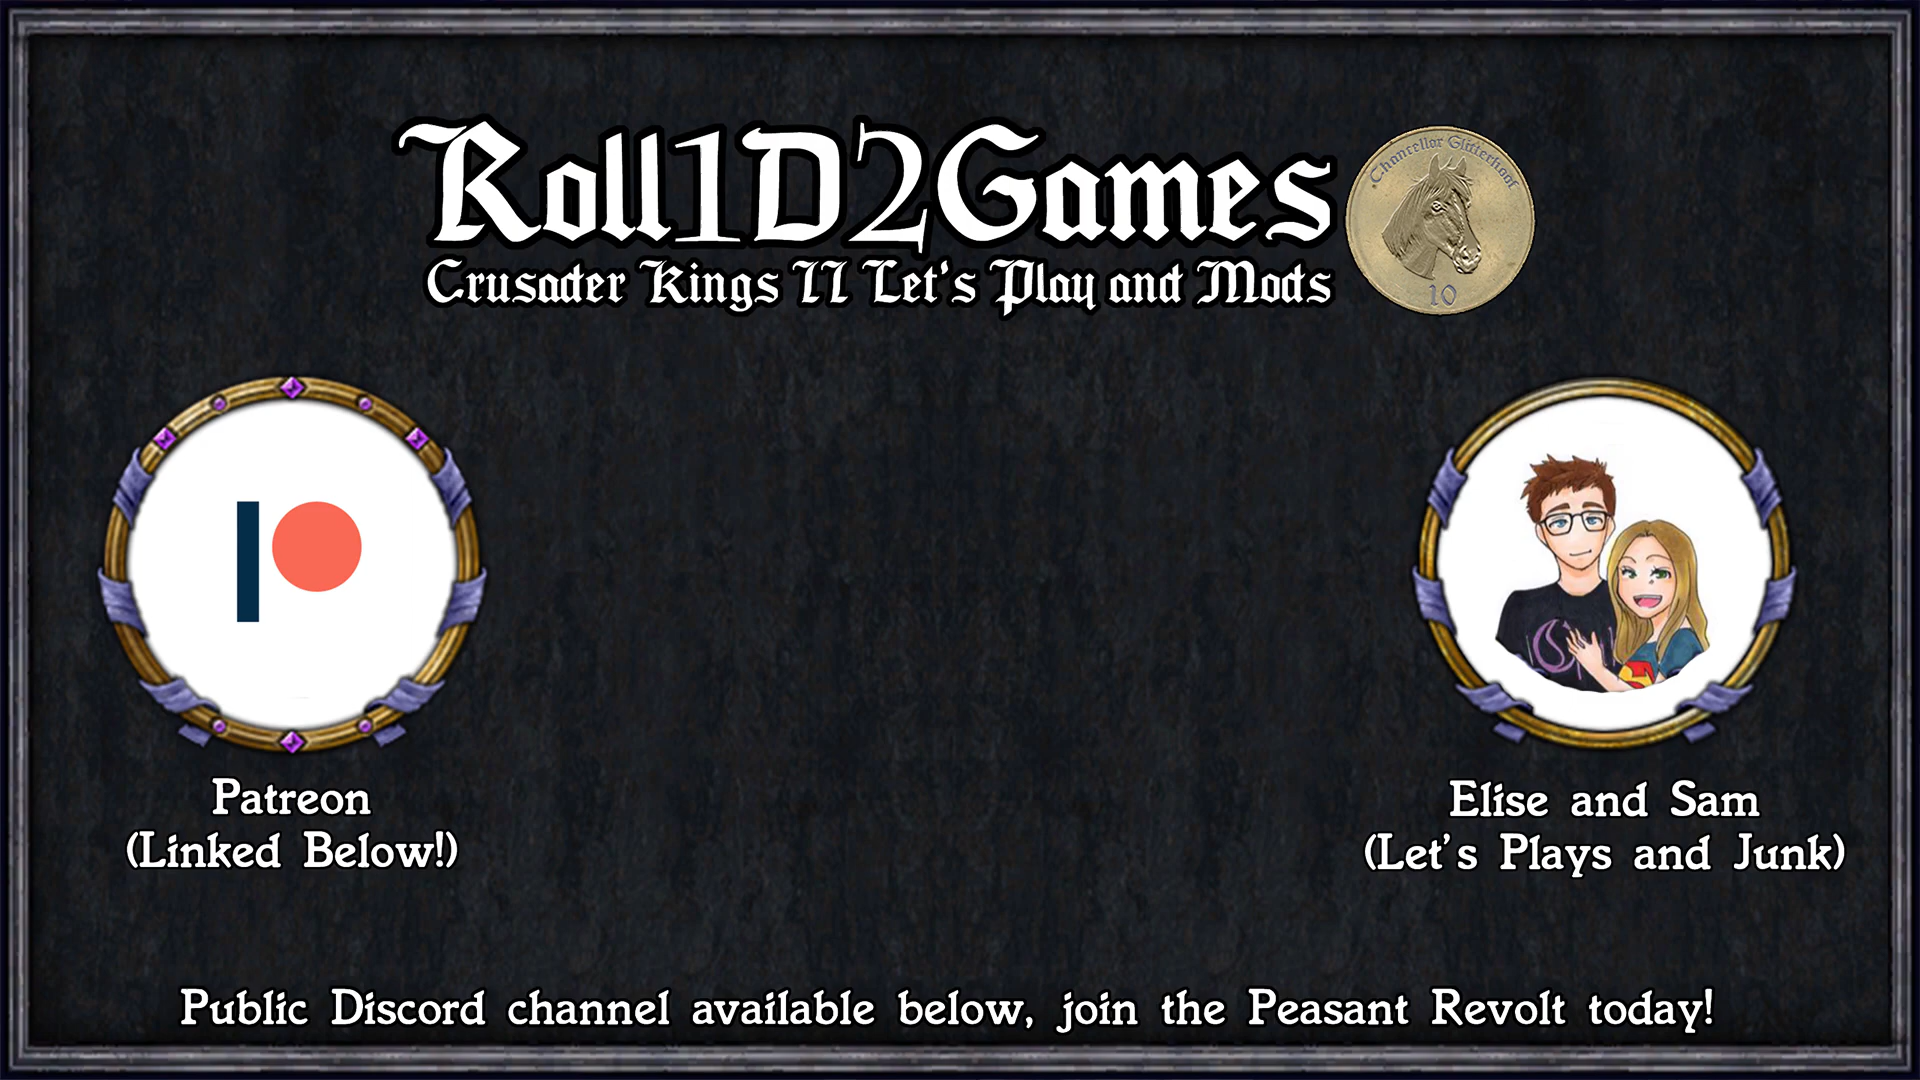 Roll1D2Games
Crusader Kings II Let's Play and Mods
Chancellor Glitterhoof
10
Patreon
(Linked Below!)
Elise and Sam
(Let's Plays and Junk)
Public Discord channel available below, join the Peasant Revolt today!